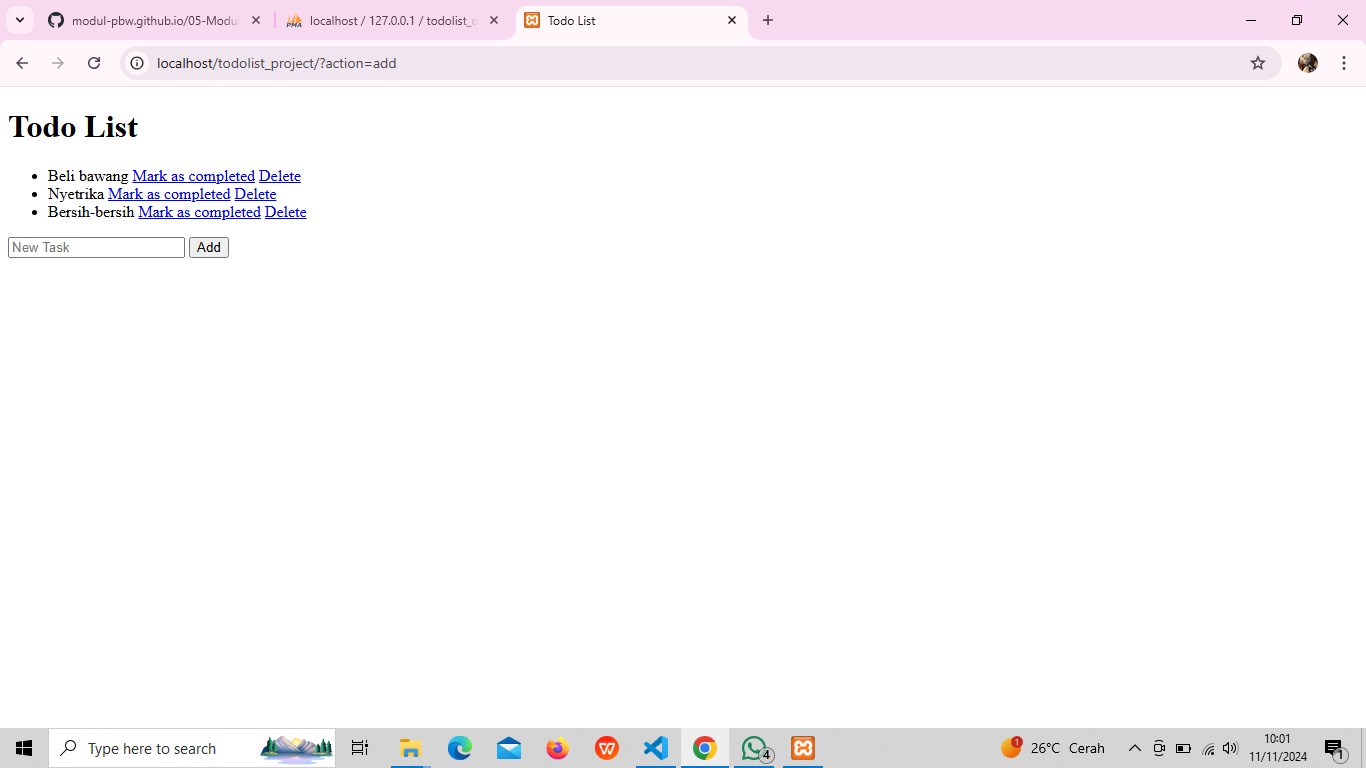 modul-pbw.github.io/05-Modu
localhost / 127.0.0.1 / todolist_
Todo List
localhost/todolist_project/?action=add
Todo List
Beli bawang Mark as completed Delete
Nyetrika Mark as completed Delete
Bersih-bersih Mark as completed Delete
New Task Add
Type here to search
4
1
26°C Cerah
10:01
11/11/2024
1